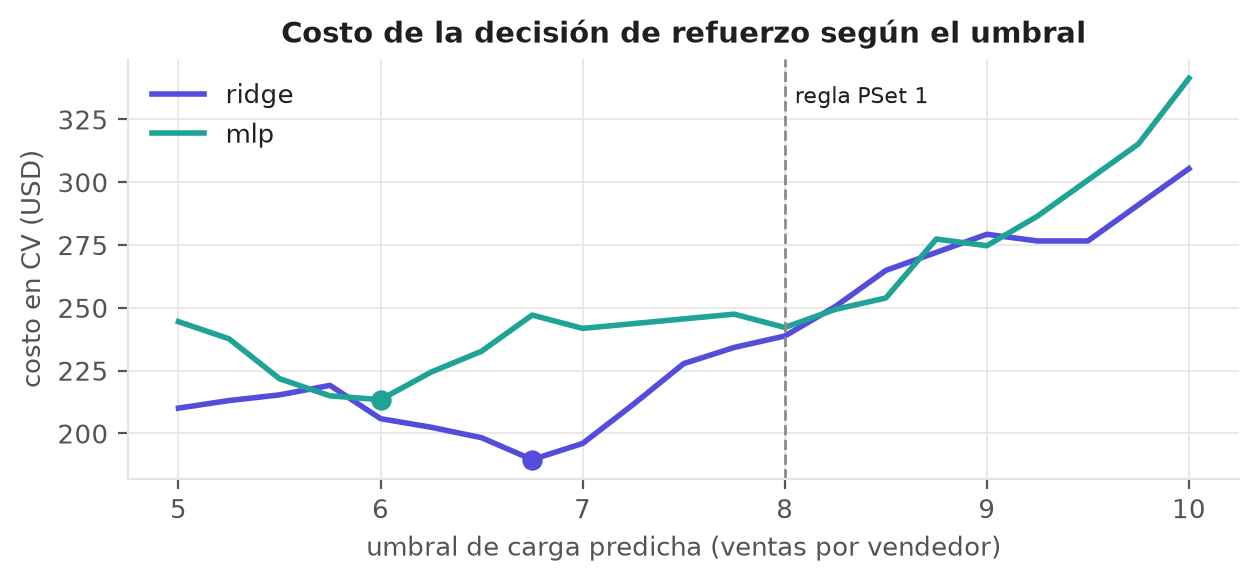 Costo de la decisión de refuerzo según el umbral
ridge
mlp
regla PSet 1
costo en CV (USD)
325
300
275
250
225
200
5 6 7 8 9 10
umbral de carga predicha (ventas por vendedor)